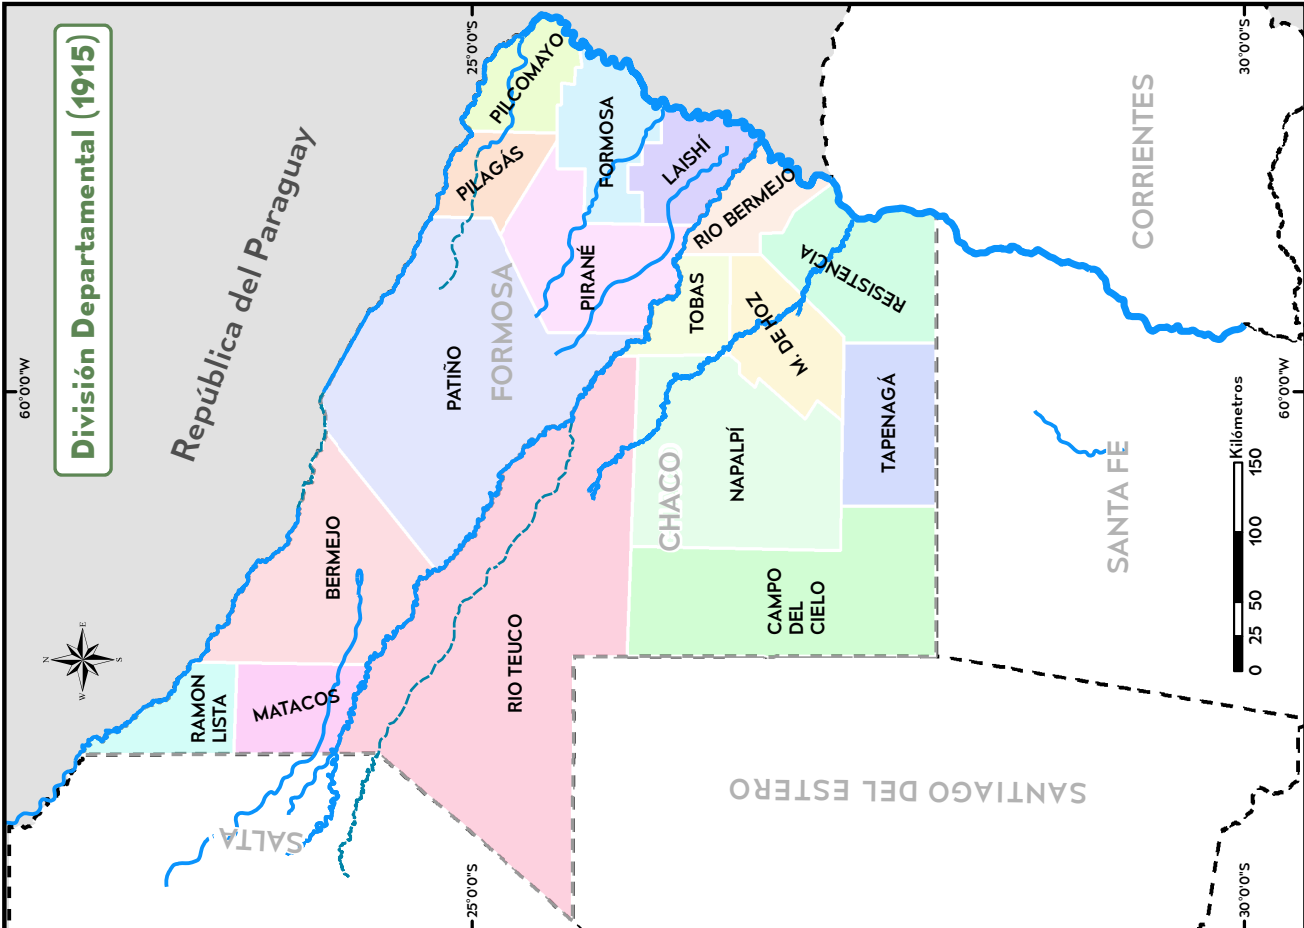 División Departamental (1915)
República del Paraguay
60°0'0"W
25°0'0"S
30°0'0"S
PILCOMAYO
FORMOSA
PILAGÁS
LAISHÍ
RIO BERMEJO
PIRANÉ
FORMOSA
PATIÑO
TOBAS
M. DE HOZ
RESISTENCIA
CORRIENTES
BERMEJO
NAPALPÍ
TAPENAGÁ
CHACO
SANTA FE
CAMPO
DEL
CIELO
RIO TEUCO
RAMON
LISTA
MATACOS
SALTA
SANTIAGO DEL ESTERO
N
E
S
W
60°0'0"W
Kilómetros
0 25 50 100 150
25°0'0"S
30°0'0"S